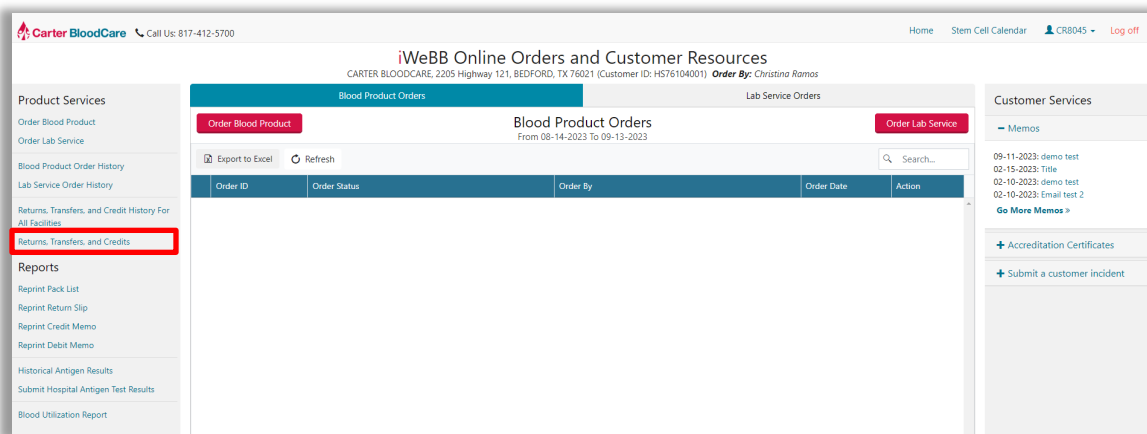 Carter BloodCare Call Us: 817-412-5700
Home Stem Cell Calendar CR8045 Log off
iWeBB Online Orders and Customer Resources
CARTER BLOODCARE, 2205 Highway 121, BEDFORD, TX 76021 (Customer ID: HS76104001) Order By: Christina Ramos
Product Services
Order Blood Product
Order Lab Service
Blood Product Order History
Lab Service Order History
Returns, Transfers, and Credit History For
All Facilities
Returns, Transfers, and Credits
Reports
Reprint Pack List
Reprint Return Slip
Reprint Credit Memo
Reprint Debit Memo
Historical Antigen Results
Submit Hospital Antigen Test Results
Blood Utilization Report
Blood Product Orders Lab Service Orders
Order Blood Product Blood Product Orders Order Lab Service
From 08-14-2023 To 09-13-2023
Export to Excel Refresh Search...
Order ID Order Status Order By Order Date Action
Customer Services
Memos
09-11-2023: demo test
02-15-2023: Title
02-10-2023: demo test
02-10-2023: Email test 2
Go More Memos »
Accreditation Certificates
Submit a customer incident